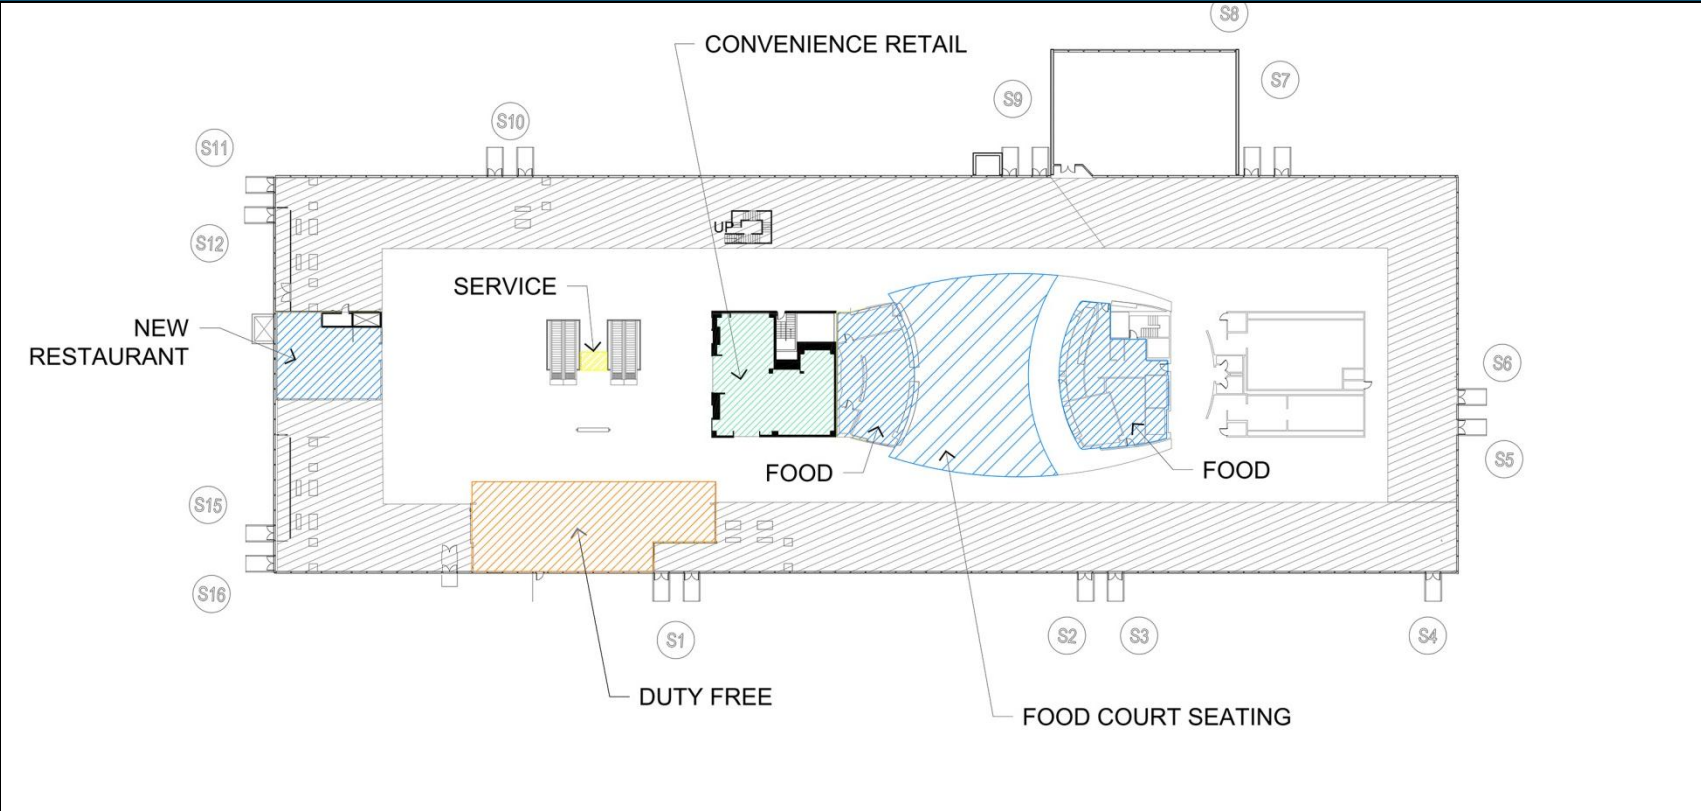 S8
CONVENIENCE RETAIL
S7
S9
S10
S11
UP
S12
SERVICE
NEW
RESTAURANT
S6
FOOD
FOOD
S5
S15
S16
S1
S2
S3
S4
DUTY FREE
FOOD COURT SEATING